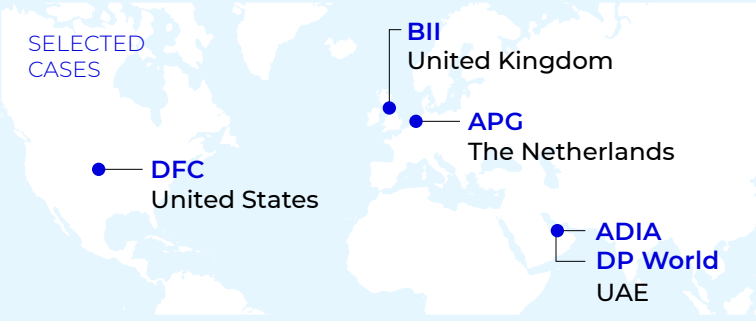 SELECTED
CASES
BII
United Kingdom
APG
The Netherlands
DFC
United States
ADIA
DP World
UAE